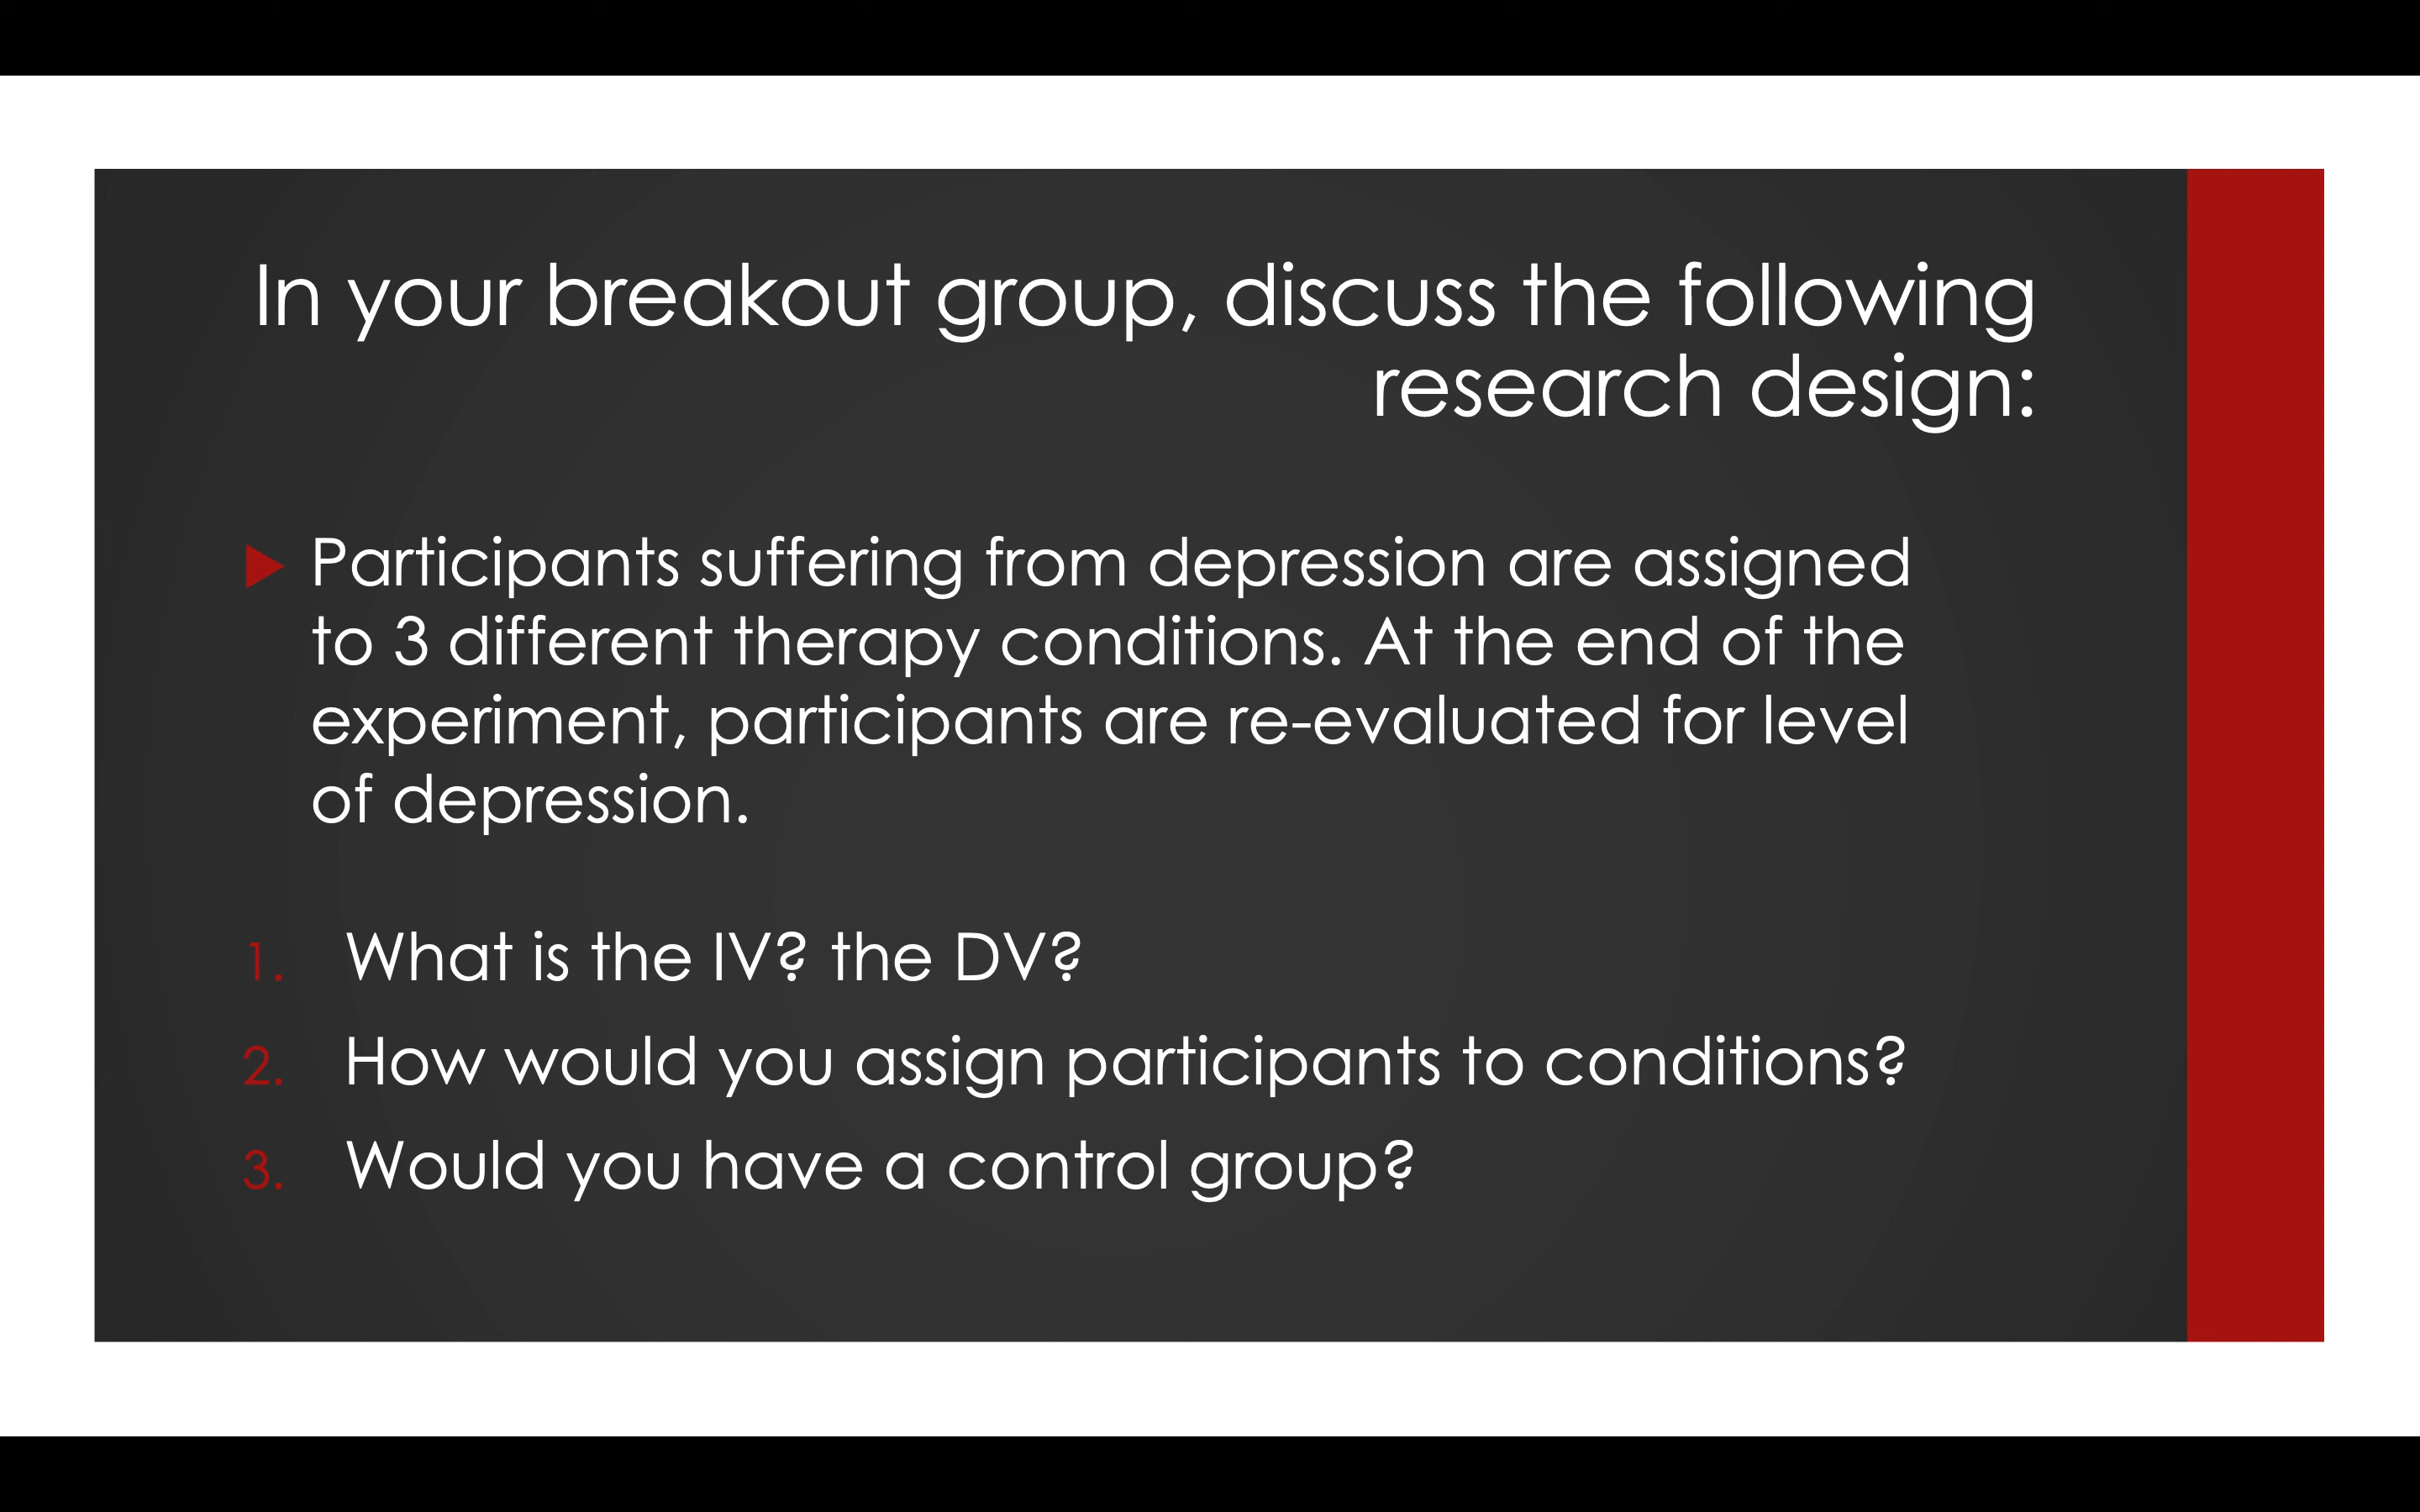 In your breakout group, discuss the following
research design:
▶ Participants suffering from depression are assigned
to 3 different therapy conditions. At the end of the
experiment, participants are re-evaluated for level
of depression.
1. What is the IV? the DV?
2. How would you assign participants to conditions?
3. Would you have a control group?